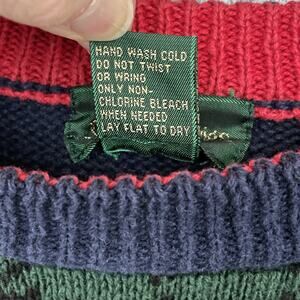 HAND WASH COLD
DO NOT TWIST
OR WRING
ONLY NON-
CHLORINE BLEACH
WHEN NEEDED
LAY FLAT TO DRY